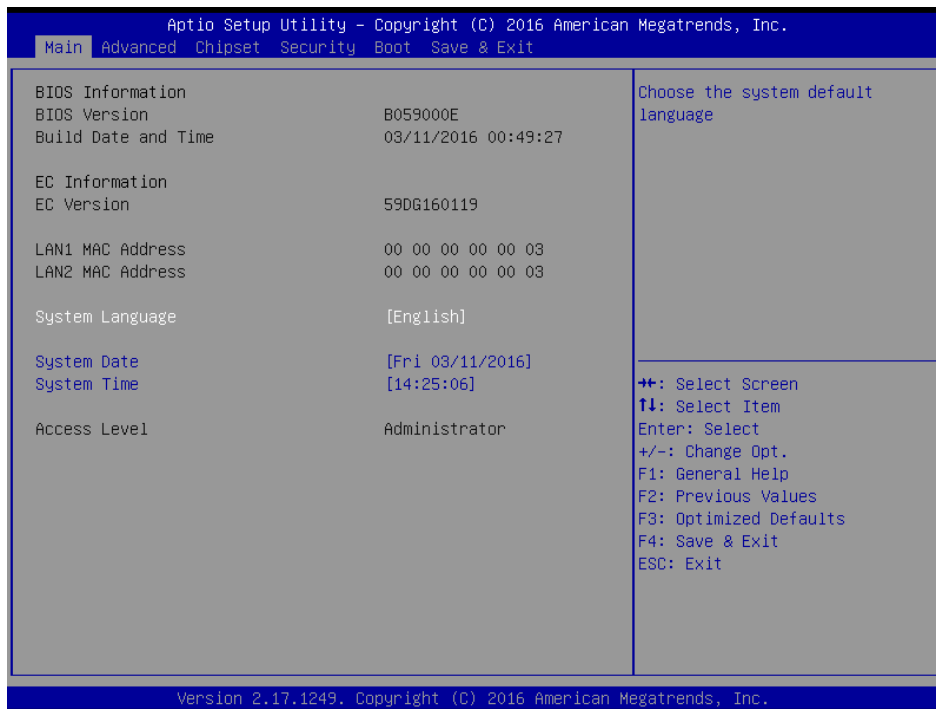 Aptio Setup Utility – Copyright (C) 2016 American Megatrends, Inc.
Main Advanced Chipset Security Boot Save & Exit
BIOS Information
BIOS Version B059000E
Build Date and Time 03/11/2016 00:49:27
EC Information
EC Version 59DG160119
LAN1 MAC Address 00 00 00 00 00 03
LAN2 MAC Address 00 00 00 00 00 03
System Language [English]
System Date [Fri 03/11/2016]
System Time [14:25:06]
Access Level Administrator
Choose the system default
language
→←: Select Screen
↑↓: Select Item
Enter: Select
+/-: Change Opt.
F1: General Help
F2: Previous Values
F3: Optimized Defaults
F4: Save & Exit
ESC: Exit
Version 2.17.1249. Copyright (C) 2016 American Megatrends, Inc.